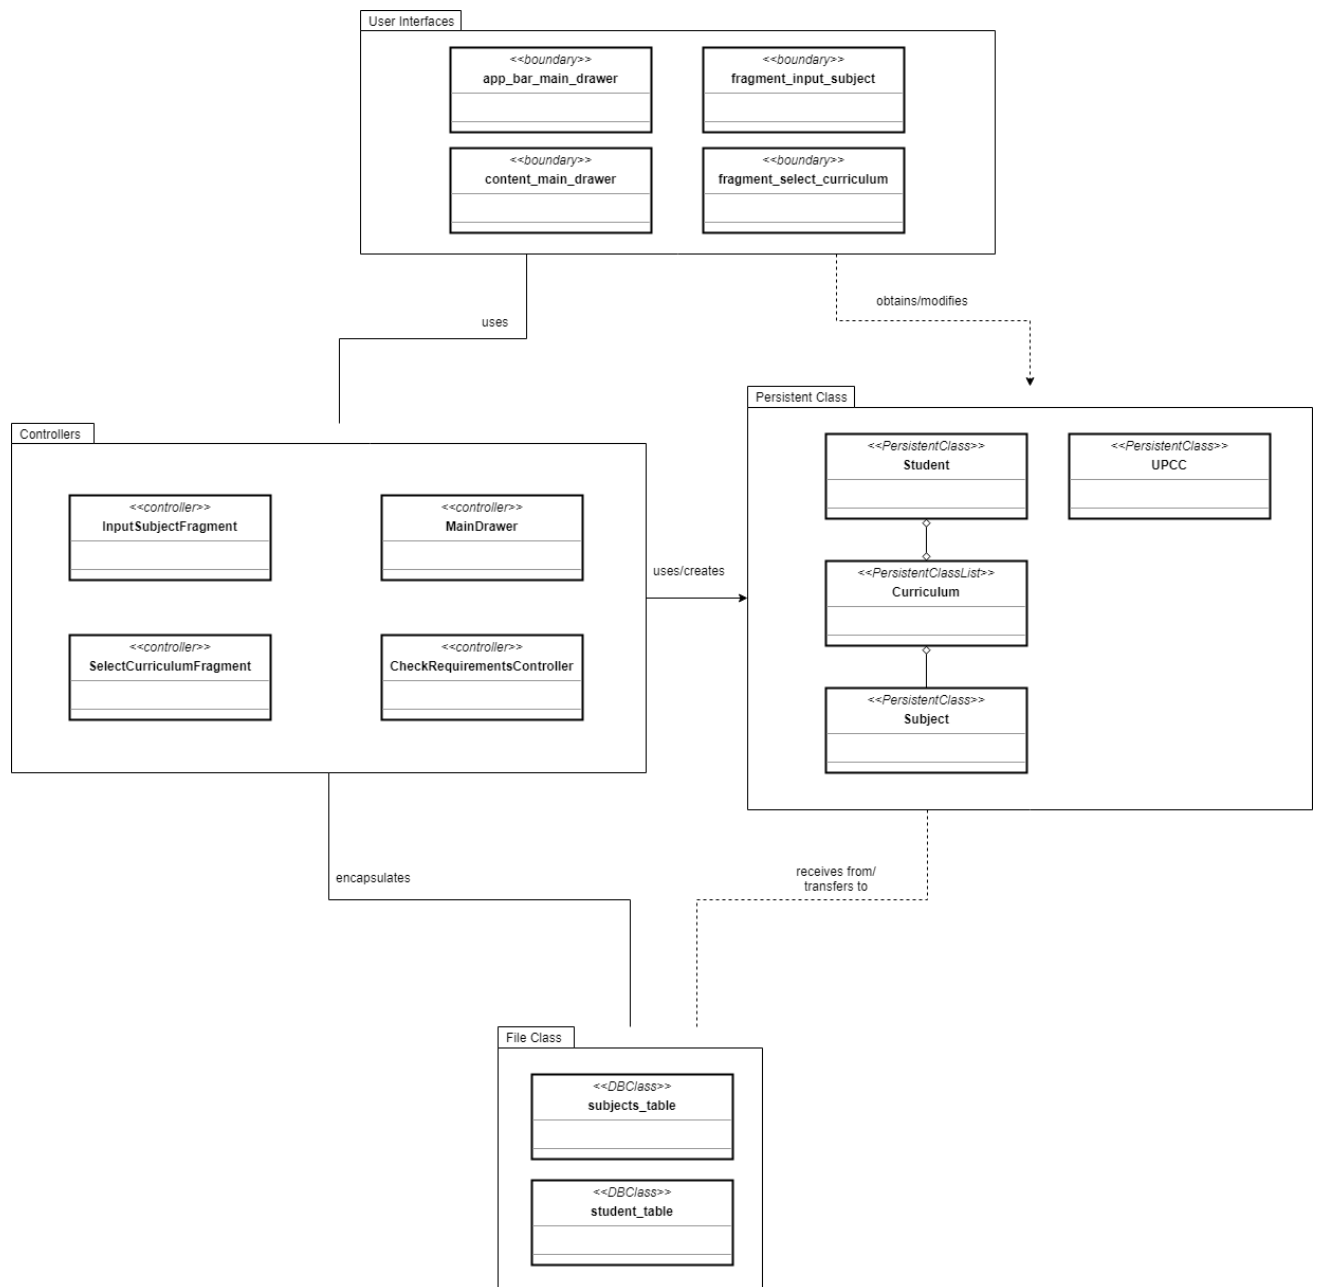 User Interfaces
<<boundary>>
app_bar_main_drawer
<<boundary>>
fragment_input_subject
<<boundary>>
content_main_drawer
<<boundary>>
fragment_select_curriculum
uses
obtains/modifies
Controllers
<<controller>>
InputSubjectFragment
<<controller>>
MainDrawer
<<controller>>
SelectCurriculumFragment
<<controller>>
CheckRequirementsController
uses/creates
Persistent Class
<<PersistentClass>>
Student
<<PersistentClass>>
UPCC
<<PersistentClassList>>
Curriculum
<<PersistentClass>>
Subject
encapsulates
receives from/
transfers to
File Class
<<DBClass>>
subjects_table
<<DBClass>>
student_table